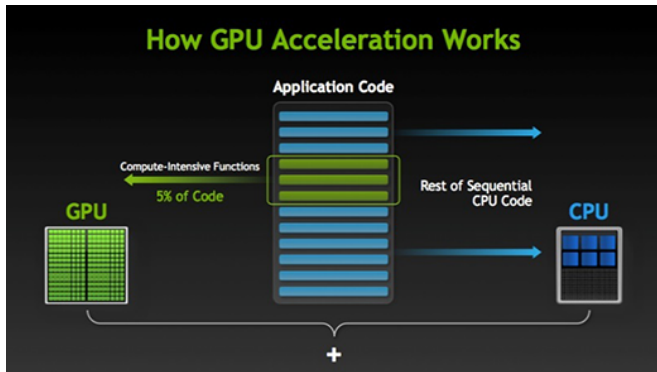 How GPU Acceleration Works
Application Code
Compute-Intensive Functions
5% of Code
GPU
Rest of Sequential
CPU Code
CPU
+